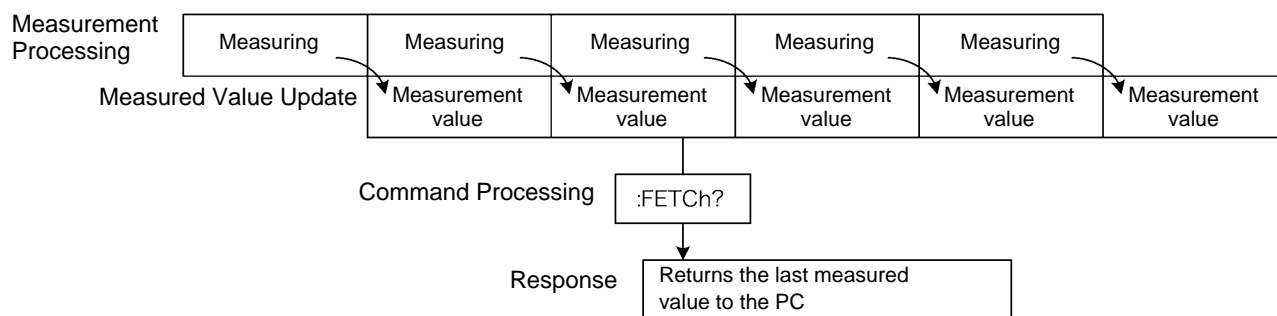 Measurement
Processing
Measuring Measuring Measuring Measuring Measuring
Measured Value Update
Measurement
value
Measurement
value
Measurement
value
Measurement
value
Measurement
value
Command Processing
:FETCh?
Response
Returns the last measured
value to the PC